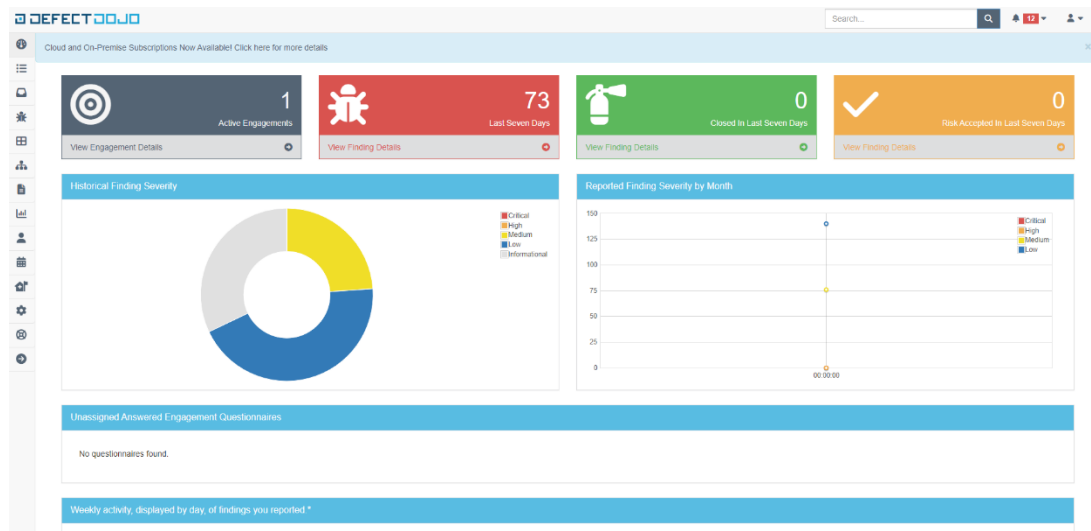 DEFECTDOJO
Search...
12
Cloud and On-Premise Subscriptions Now Available! Click here for more details
×
1
Active Engagements
View Engagement Details
73
Last Seven Days
View Finding Details
0
Closed In Last Seven Days
View Finding Details
0
Risk Accepted In Last Seven Days
View Finding Details
Historical Finding Severity
Critical
High
Medium
Low
Informational
Reported Finding Severity by Month
150
125
100
75
50
25
0
00:00:00
Critical
High
Medium
Low
Unassigned Answered Engagement Questionnaires
No questionnaires found.
Weekly activity, displayed by day, of findings you reported.*